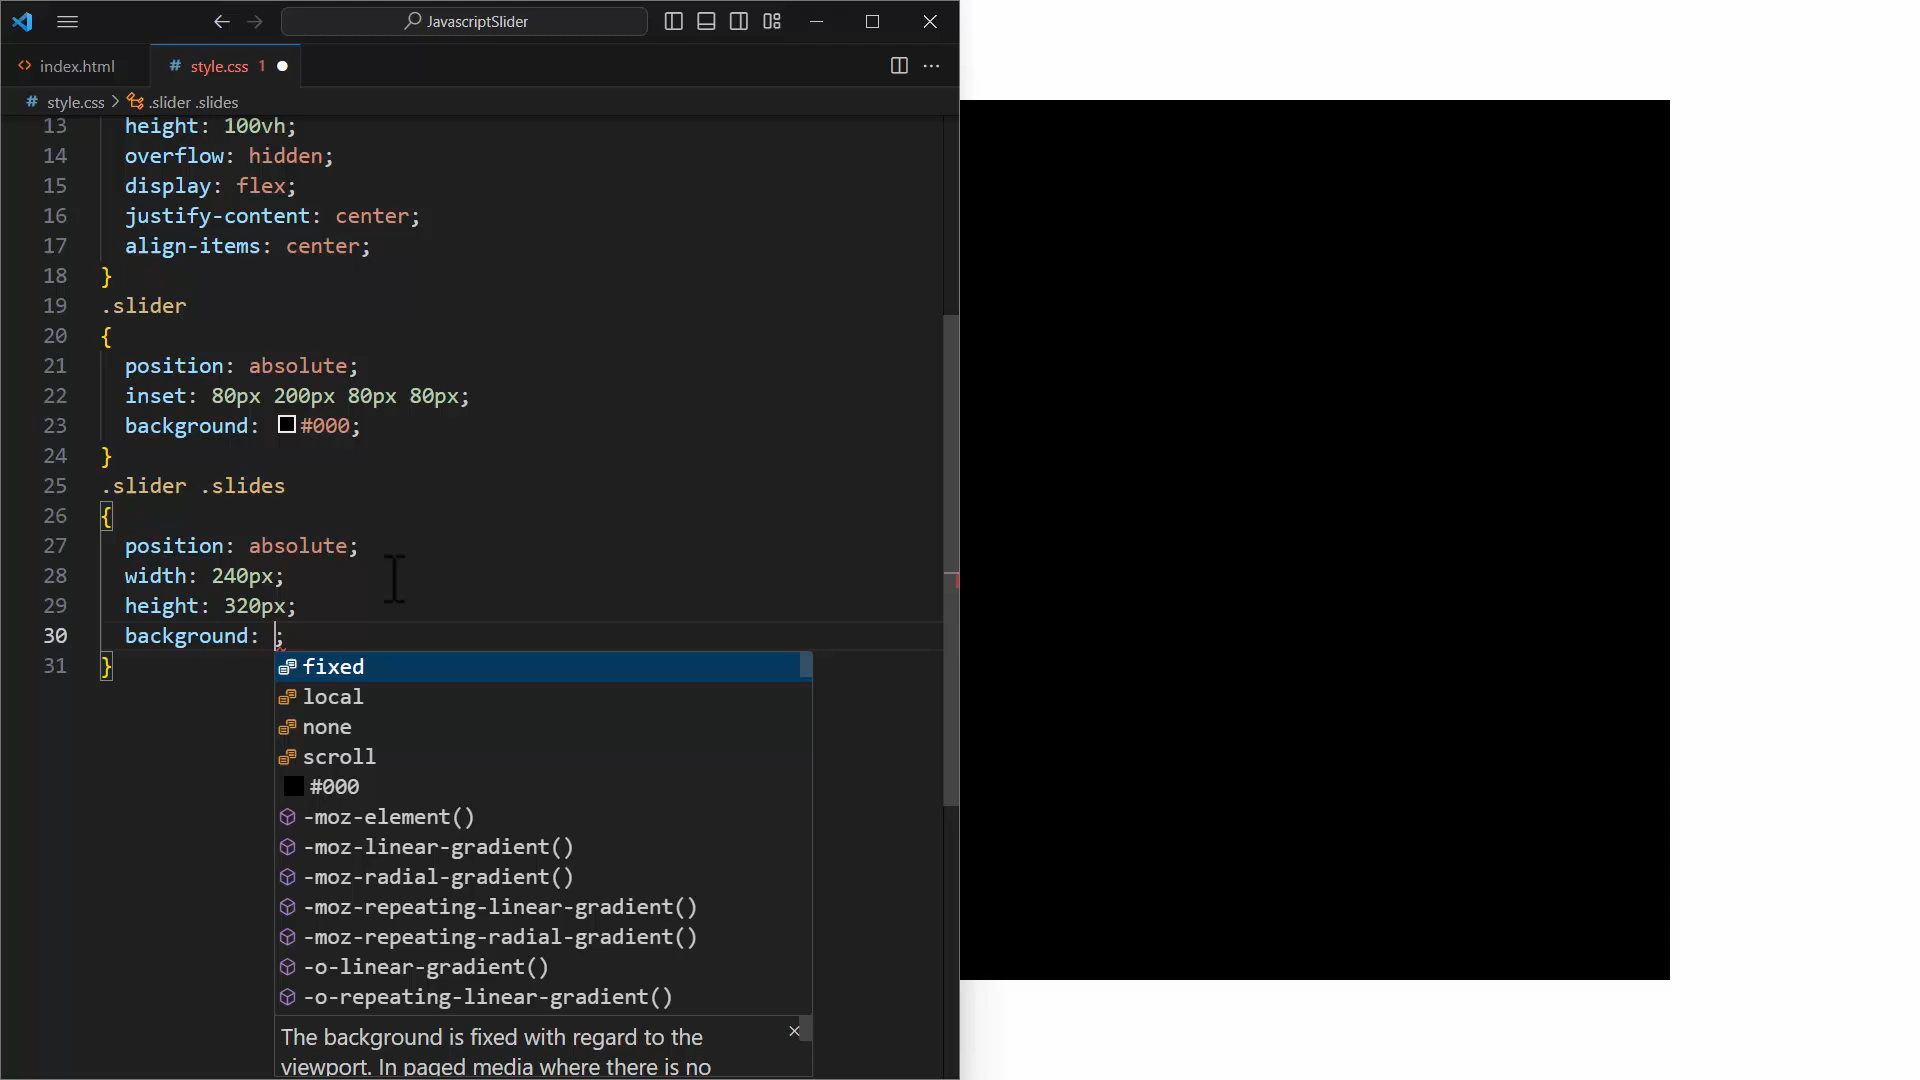 JavascriptSlider
index.html
style.css 1
style.css > .slider .slides
13 height: 100vh;
14 overflow: hidden;
15 display: flex;
16 justify-content: center;
17 align-items: center;
18 }
19 .slider
20 {
21 position: absolute;
22 inset: 80px 200px 80px 80px;
23 background: #000;
24 }
25 .slider .slides
26 {
27 position: absolute;
28 width: 240px;
29 height: 320px;
30 background: ;
31 }
fixed
local
none
scroll
#000
-moz-element()
-moz-linear-gradient()
-moz-radial-gradient()
-moz-repeating-linear-gradient()
-moz-repeating-radial-gradient()
-o-linear-gradient()
-o-repeating-linear-gradient()
The background is fixed with regard to the
viewport. In paged media where there is no